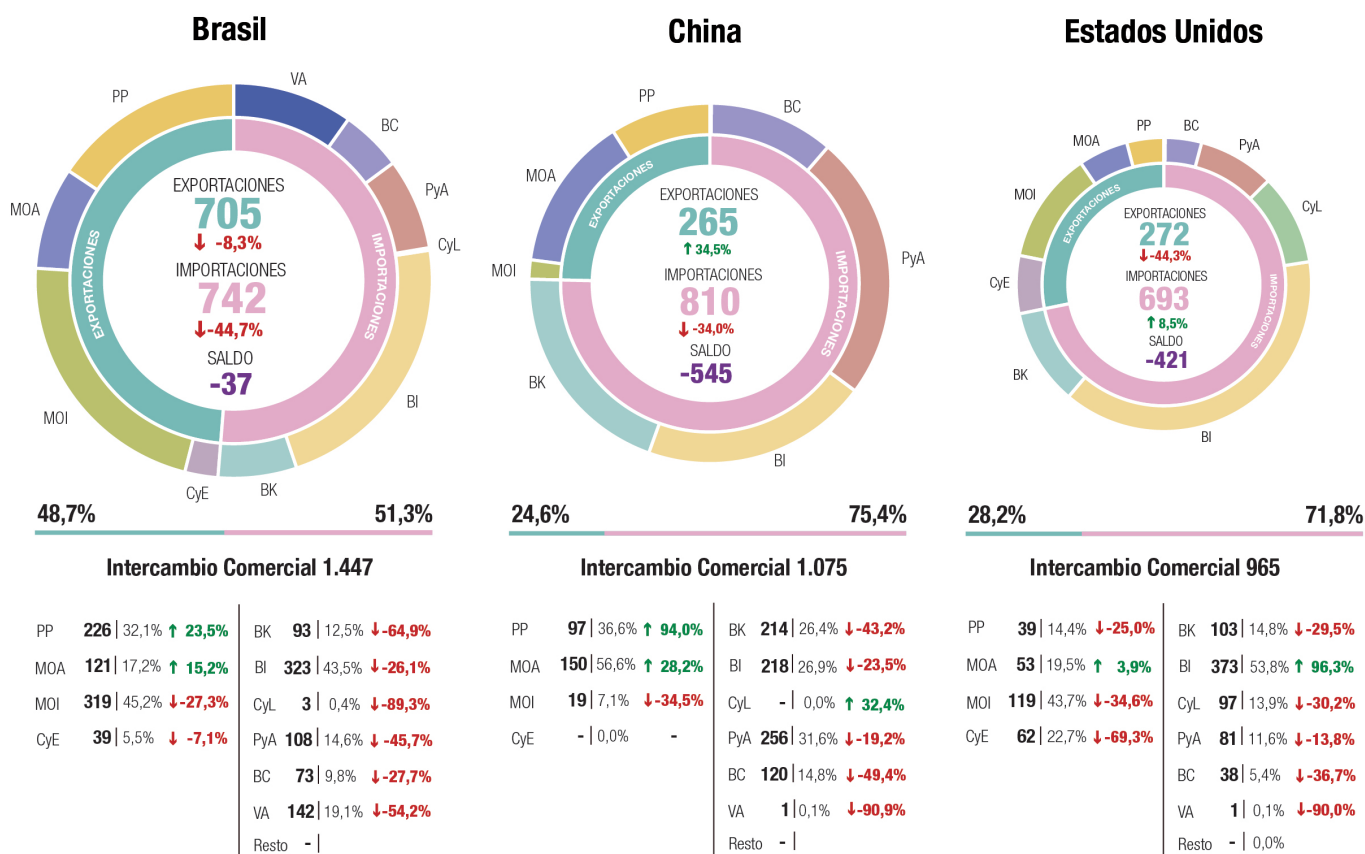 Brasil
PP
VA
BC
PyA
CyL
BI
BK
CyE
MOI
MOA
EXPORTACIONES
IMPORTACIONES
EXPORTACIONES
705
↓ -8,3%
IMPORTACIONES
742
↓-44,7%
SALDO
-37
48,7% 51,3%
Intercambio Comercial 1.447
PP 226 | 32,1% ↑ 23,5%
MOA 121 | 17,2% ↑ 15,2%
MOI 319 | 45,2% ↓-27,3%
CyE 39 | 5,5% ↓ -7,1%
BK 93 | 12,5% ↓-64,9%
BI 323 | 43,5% ↓-26,1%
CyL 3 | 0,4% ↓-89,3%
PyA 108 | 14,6% ↓-45,7%
BC 73 | 9,8% ↓-27,7%
VA 142 | 19,1% ↓-54,2%
Resto - |
China
PP
BC
PyA
BI
BK
MOI
MOA
EXPORTACIONES
IMPORTACIONES
EXPORTACIONES
265
↑ 34,5%
IMPORTACIONES
810
↓ -34,0%
SALDO
-545
24,6% 75,4%
Intercambio Comercial 1.075
PP 97 | 36,6% ↑ 94,0%
MOA 150 | 56,6% ↑ 28,2%
MOI 19 | 7,1% ↓-34,5%
CyE - | 0,0% -
BK 214 | 26,4% ↓-43,2%
BI 218 | 26,9% ↓-23,5%
CyL - | 0,0% ↑ 32,4%
PyA 256 | 31,6% ↓-19,2%
BC 120 | 14,8% ↓-49,4%
VA 1 | 0,1% ↓-90,9%
Resto - |
Estados Unidos
PP
BC
PyA
CyL
BI
BK
CyE
MOI
MOA
EXPORTACIONES
IMPORTACIONES
EXPORTACIONES
272
↓-44,3%
IMPORTACIONES
693
↑ 8,5%
SALDO
-421
28,2% 71,8%
Intercambio Comercial 965
PP 39 | 14,4% ↓-25,0%
MOA 53 | 19,5% ↑ 3,9%
MOI 119 | 43,7% ↓-34,6%
CyE 62 | 22,7% ↓-69,3%
BK 103 | 14,8% ↓-29,5%
BI 373 | 53,8% ↑ 96,3%
CyL 97 | 13,9% ↓-30,2%
PyA 81 | 11,6% ↓-13,8%
BC 38 | 5,4% ↓-36,7%
VA 1 | 0,1% ↓-90,0%
Resto - | 0,0%